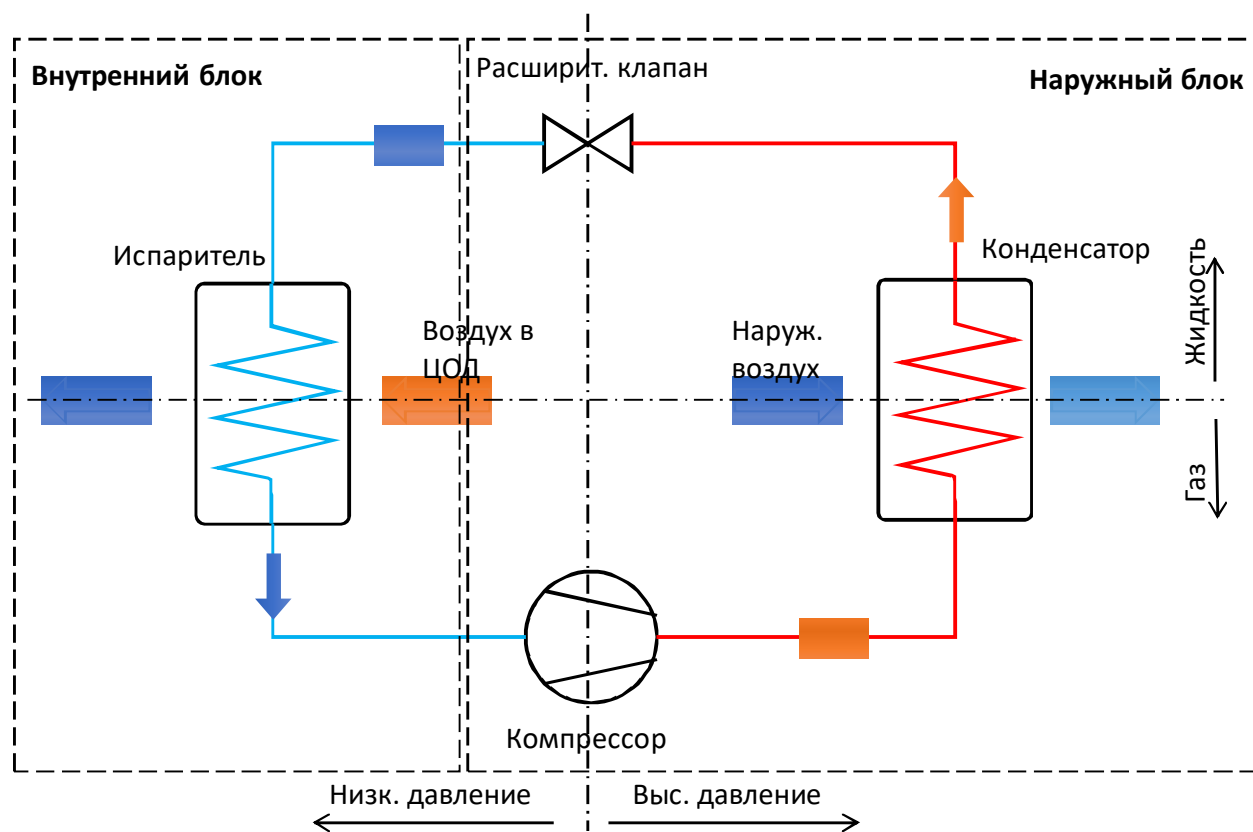 Внутренний блок
Расширит. клапан
Наружный блок
Испаритель
Конденсатор
Воздух в
ЦОД
Наруж.
воздух
Жидкость
Газ
Компрессор
Низк. давление
Выс. давление